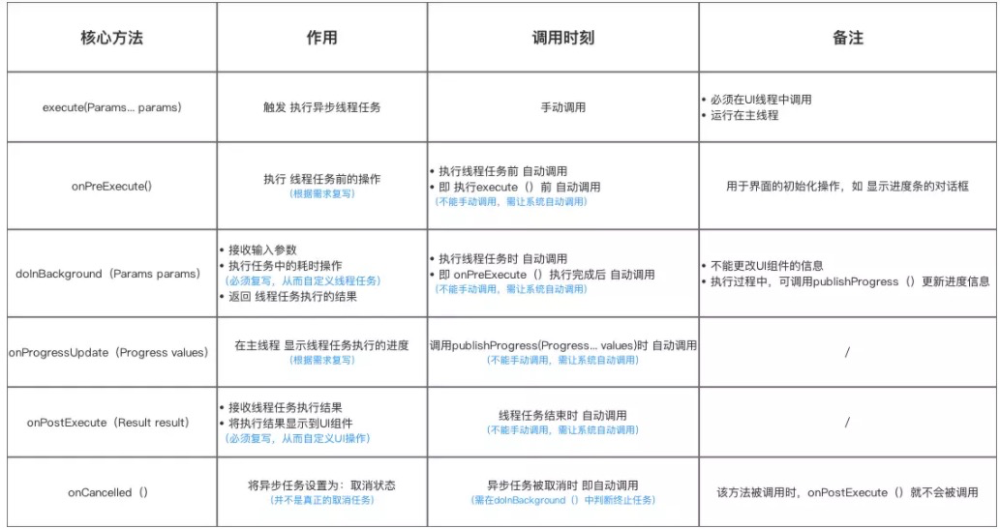 核心方法
作用
调用时刻
备注
execute(Params... params)
触发 执行异步线程任务
手动调用
• 必须在UI线程中调用
• 运行在主线程
onPreExecute()
执行 线程任务前的操作
(根据需求复写)
• 执行线程任务前 自动调用
• 即 执行execute（）前 自动调用
(不能手动调用，需让系统自动调用)
用于界面的初始化操作，如 显示进度条的对话框
doInBackground（Params params)
• 接收输入参数
• 执行任务中的耗时操作
(必须复写，从而自定义线程任务)
• 返回 线程任务执行的结果
• 执行线程任务时 自动调用
• 即 onPreExecute（）执行完成后 自动调用
(不能手动调用，需让系统自动调用)
• 不能更改UI组件的信息
• 执行过程中，可调用publishProgress（）更新进度信息
onProgressUpdate（Progress values)
在主线程 显示线程任务执行的进度
(根据需求复写)
调用publishProgress(Progress... values)时 自动调用
(不能手动调用，需让系统自动调用)
/
onPostExecute（Result result）
• 接收线程任务执行结果
• 将执行结果显示到UI组件
(必须复写，从而自定义UI操作)
线程任务结束时 自动调用
(不能手动调用，需让系统自动调用)
/
onCancelled（）
将异步任务设置为：取消状态
(并不是真正的取消任务)
异步任务被取消时 即自动调用
(需在doInBackground（）中判断终止任务)
该方法被调用时，onPostExecute（）就不会被调用